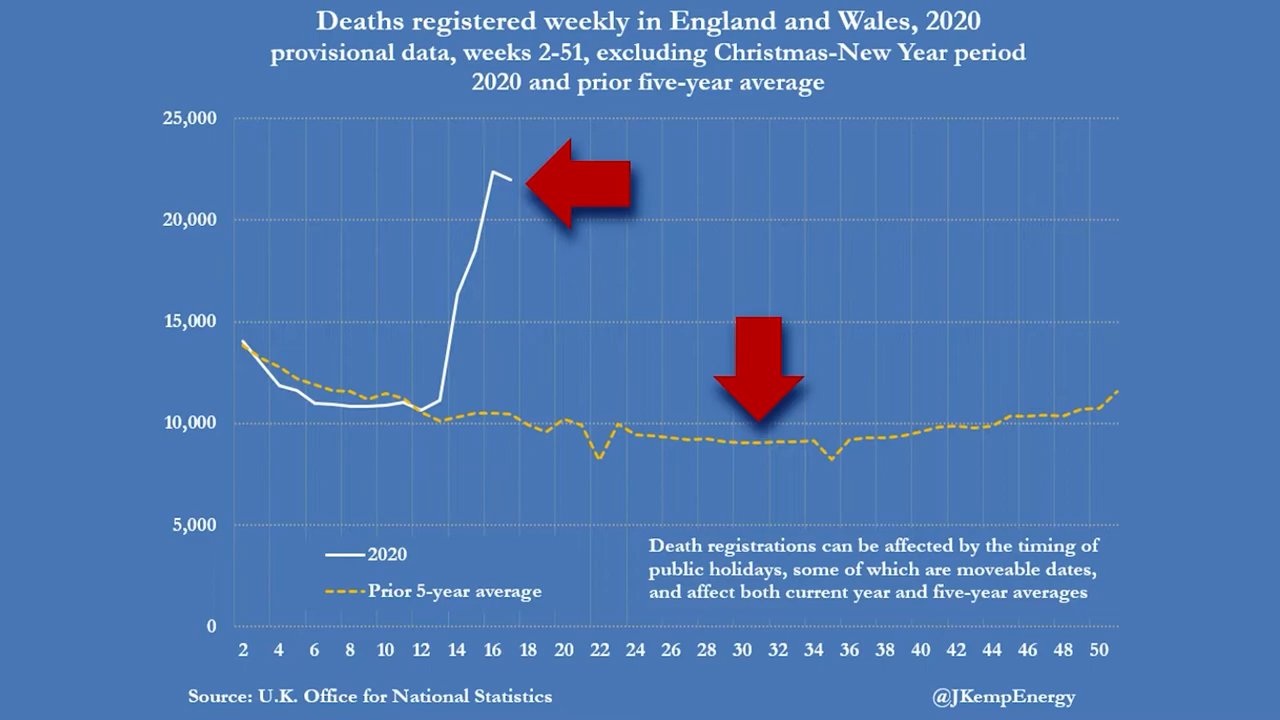 Deaths registered weekly in England and Wales, 2020
provisional data, weeks 2-51, excluding Christmas-New Year period
2020 and prior five-year average
25,000
20,000
15,000
10,000
5,000
0
2020
Prior 5-year average
Death registrations can be affected by the timing of
public holidays, some of which are moveable dates,
and affect both current year and five-year averages
2 4 6 8 10 12 14 16 18 20 22 24 26 28 30 32 34 36 38 40 42 44 46 48 50
Source: U.K. Office for National Statistics
@JKempEnergy